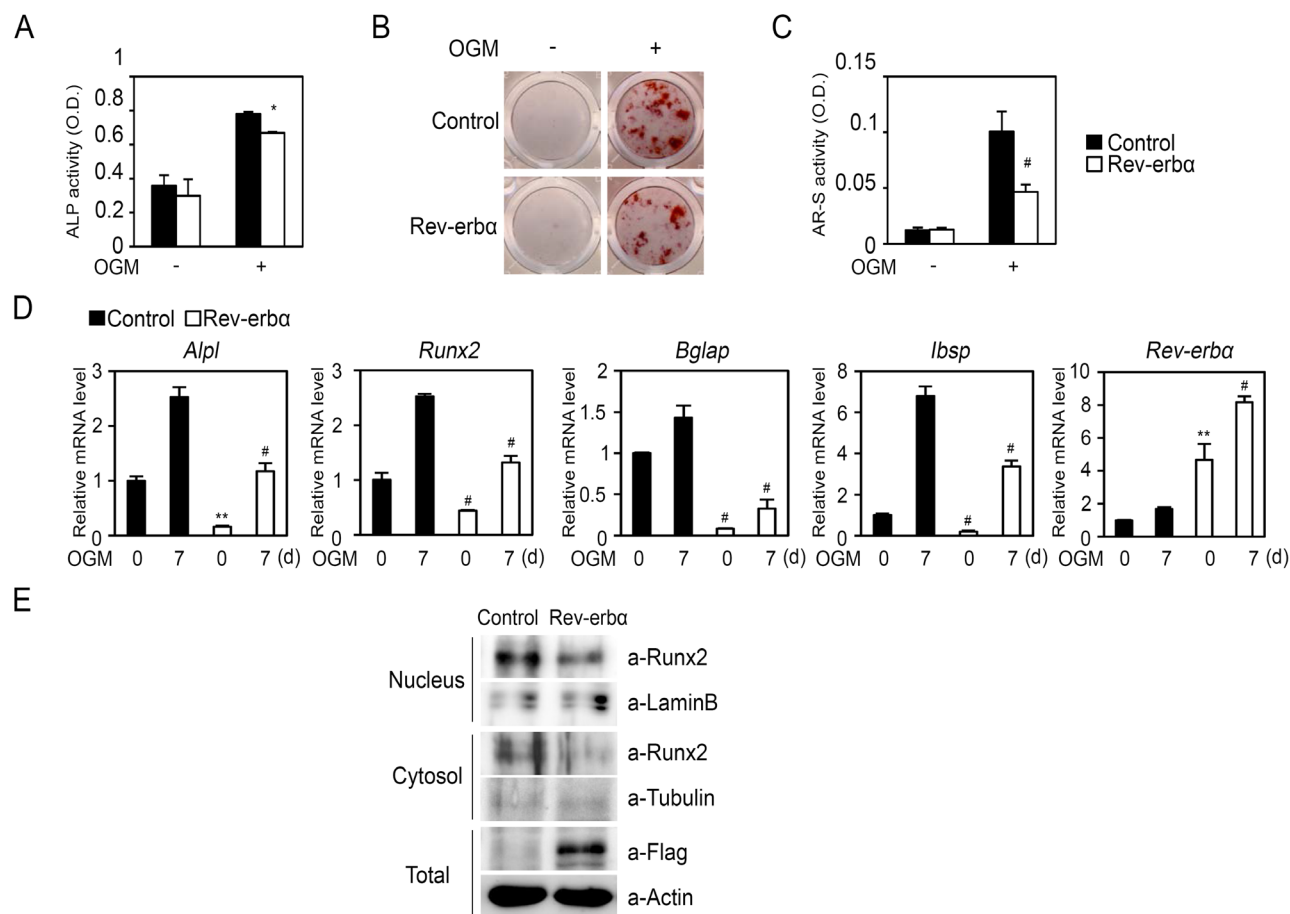 A
ALP activity (O.D.)
1
0.8
0.6
0.4
0.2
0
*
OGM - +
B
OGM - +
Control
Rev-erbα
C
AR-S activity (O.D.)
0.15
0.1
0.05
0
#
OGM - +
Control
Rev-erbα
D
Control Rev-erbα
Alpl
Relative mRNA level
3
2
1
0
**
#
OGM 0 7 0 7 (d)
Runx2
Relative mRNA level
3
2
1
0
#
#
OGM 0 7 0 7 (d)
Bglap
Relative mRNA level
2
1.5
1
0.5
0
#
#
OGM 0 7 0 7 (d)
Ibsp
Relative mRNA level
8
6
4
2
0
#
#
OGM 0 7 0 7 (d)
Rev-erbα
Relative mRNA level
10
8
6
4
2
0
**
#
OGM 0 7 0 7 (d)
E
Control Rev-erbα
Nucleus
a-Runx2
a-LaminB
Cytosol
a-Runx2
a-Tubulin
Total
a-Flag
a-Actin